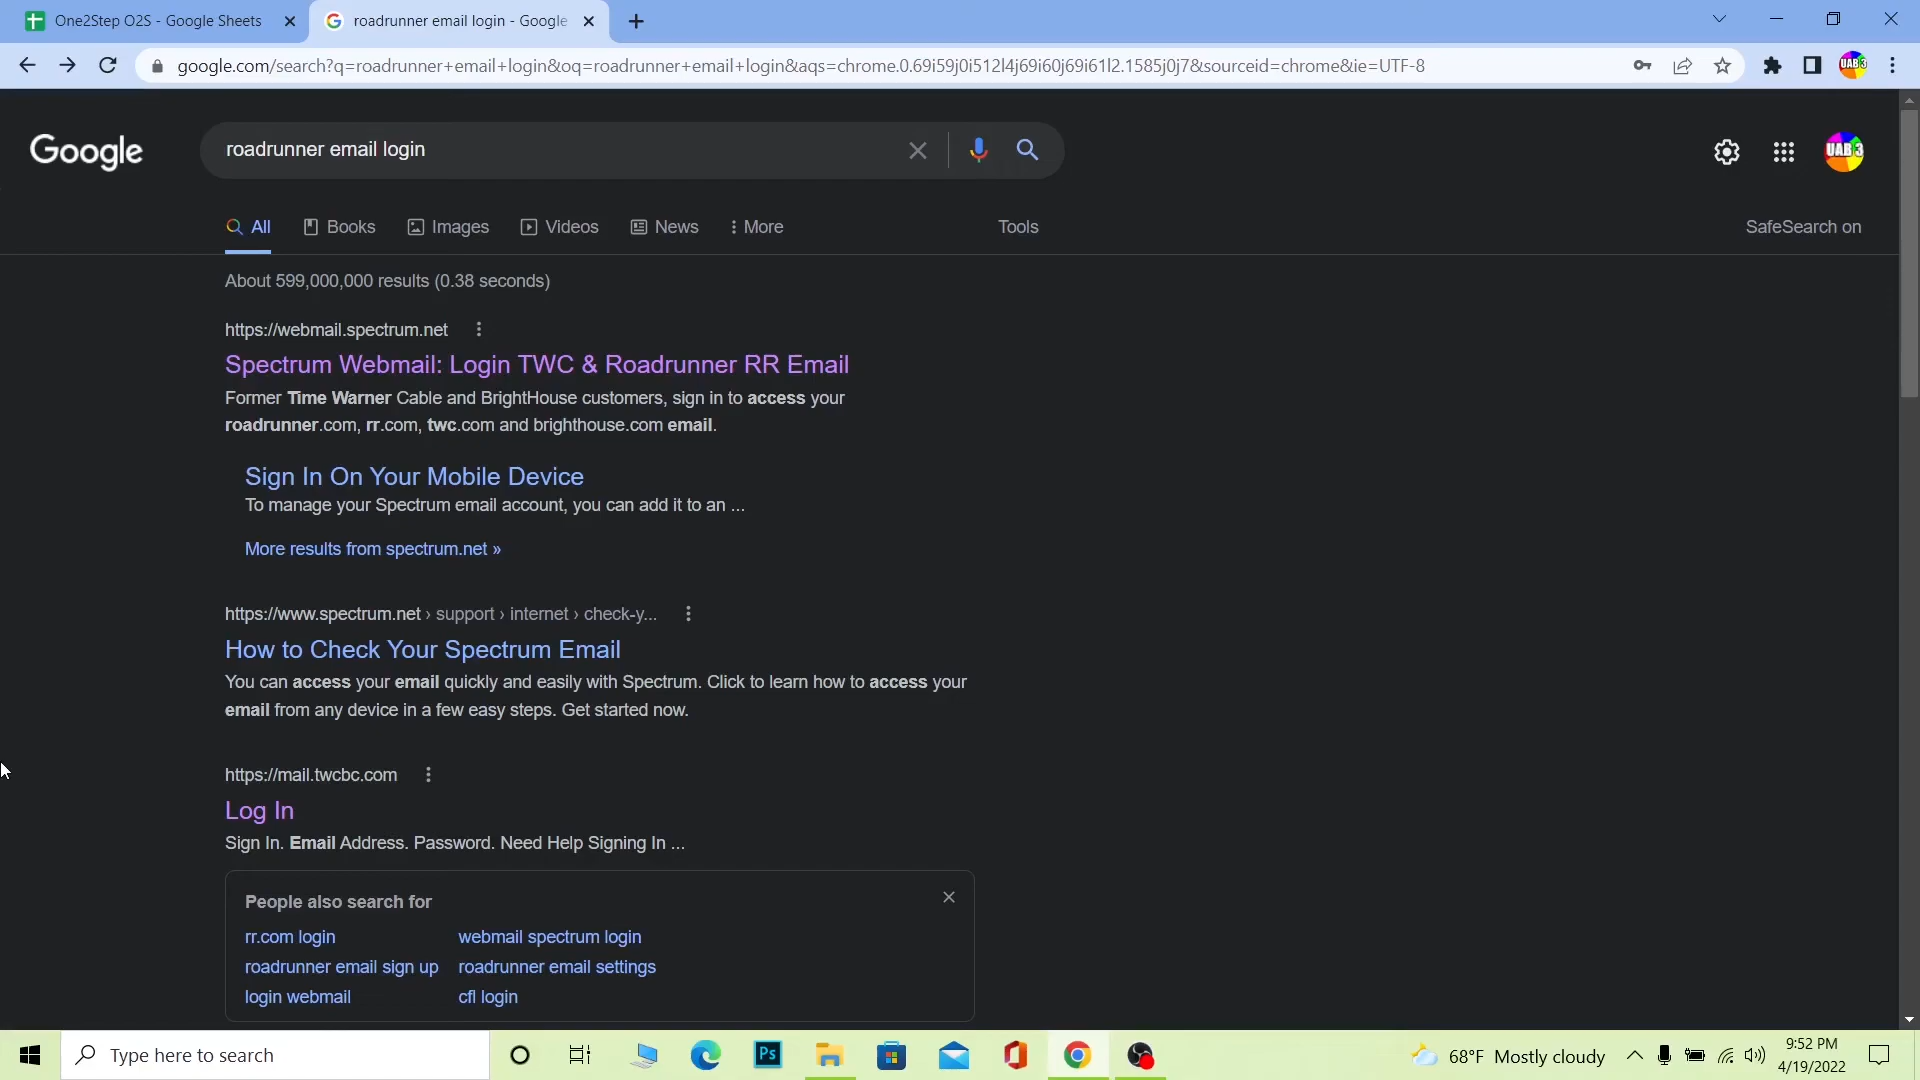 One2Step O2S - Google Sheets
roadrunner email login - Google
google.com/search?q=roadrunner+email+login&oq=roadrunner+email+login&aqs=chrome.0.69i59j0i512l4j69i60j69i61l2.1585j0j7&sourceid=chrome&ie=UTF-8
UAB 3
Google
roadrunner email login
UAB 3
All
Books
Images
Videos
News
More
Tools
SafeSearch on
About 599,000,000 results (0.38 seconds)
https://webmail.spectrum.net
Spectrum Webmail: Login TWC & Roadrunner RR Email
Former Time Warner Cable and BrightHouse customers, sign in to access your
roadrunner.com, rr.com, twc.com and brighthouse.com email.
Sign In On Your Mobile Device
To manage your Spectrum email account, you can add it to an ...
More results from spectrum.net »
https://www.spectrum.net › support › internet › check-y...
How to Check Your Spectrum Email
You can access your email quickly and easily with Spectrum. Click to learn how to access your
email from any device in a few easy steps. Get started now.
https://mail.twcbc.com
Log In
Sign In. Email Address. Password. Need Help Signing In ...
People also search for
rr.com login
webmail spectrum login
roadrunner email sign up
roadrunner email settings
login webmail
cfl login
Type here to search
Ps
68°F Mostly cloudy
9:52 PM
4/19/2022